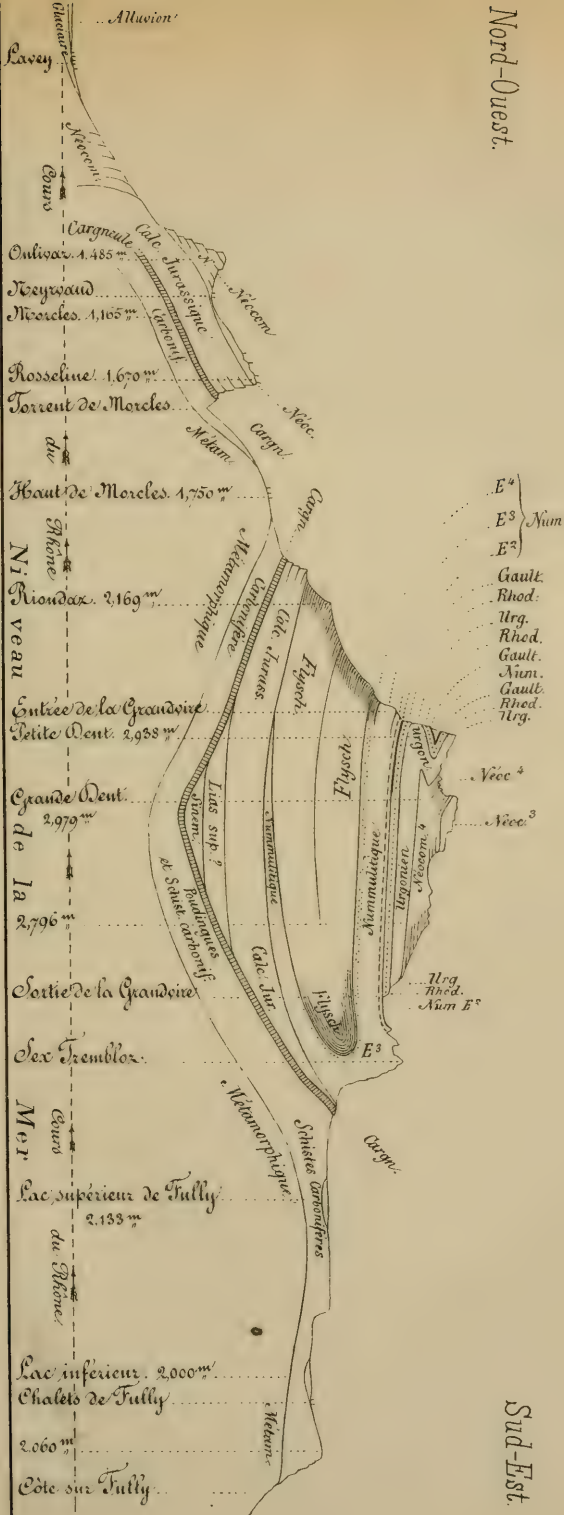 Nord-Ouest.
Alluvion
Glaciaire
Lavey
Néocom.
Cours
Cargneule
Calc. Jurassique
N.
Onlivaz. 1.485 m
Neyrvaud
Néocom
Morcles. 1,165 m
Carbonif.
Rosseline. 1.670 m
Torrent de Morcles
Néoc.
Métam.
Cargn.
du
Haut de Morcles. 1,750 m
Cargn.
E⁴
E³
E²
Num
Rhône
Métamorphique
Carbonifère
Riondaz. 2,169 m
Calc. Jurass.
Flysch
Gault.
Rhod:
Urg.
Rhod.
Gault.
Num.
Gault.
Rhod.
Urg.
Entrée de la Grandvire
Petite Dent. 2,938 m
Flysch
urgon
Néoc⁴
Grande Dent.
2,979 m
Sinem.
Lias sup. ?
Nummulitique
Nummulitique
Urgonien
Néocom.⁴
Néoc.³
2,796 m
Poudingues
et Schist. carbonif.
Calc. Jur.
Sortie de la Grandvire
Flysch
E³
Urg
Rhod.
Num E²
Sex Trembloz.
Métamorphique
Schistes Carbonifères
Cargn.
Cours
Lac supérieur de Fully
2.133 m
du Rhône
Lac inférieur. 2,000 m
Chalets de Fully
2.060 m
Métam.
Côte sur Fully
Niveau de la Mer
Sud-Est.